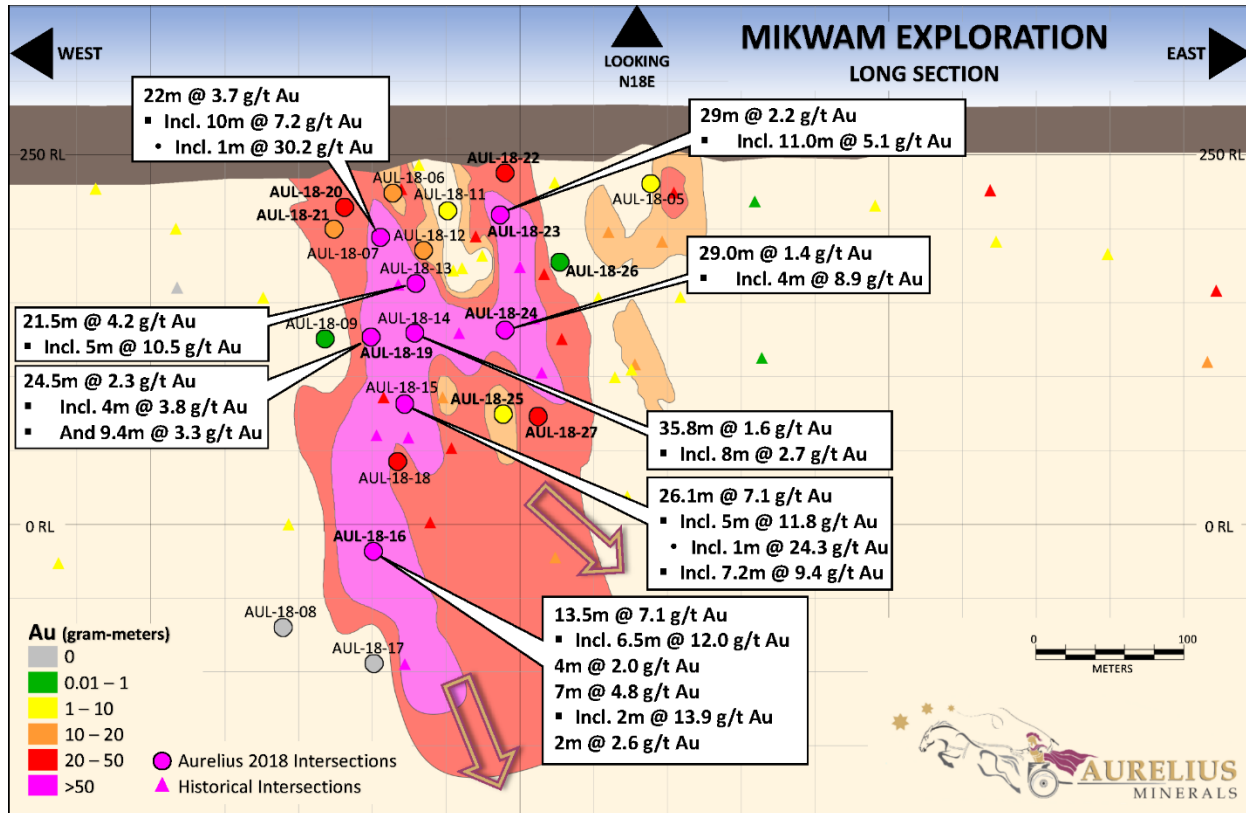 WEST
LOOKING
N18E
MIKWAM EXPLORATION
LONG SECTION
EAST
22m @ 3.7 g/t Au
▪ Incl. 10m @ 7.2 g/t Au
• Incl. 1m @ 30.2 g/t Au
29m @ 2.2 g/t Au
▪ Incl. 11.0m @ 5.1 g/t Au
250 RL
250 RL
AUL-18-22
AUL-18-06
AUL-18-20
AUL-18-11
AUL-18-05
AUL-18-21
AUL-18-12
AUL-18-23
AUL-18-07
AUL-18-13
AUL-18-26
29.0m @ 1.4 g/t Au
▪ Incl. 4m @ 8.9 g/t Au
21.5m @ 4.2 g/t Au
▪ Incl. 5m @ 10.5 g/t Au
AUL-18-09
AUL-18-14
AUL-18-24
AUL-18-19
24.5m @ 2.3 g/t Au
▪ Incl. 4m @ 3.8 g/t Au
▪ And 9.4m @ 3.3 g/t Au
AUL-18-15
AUL-18-25
AUL-18-27
35.8m @ 1.6 g/t Au
▪ Incl. 8m @ 2.7 g/t Au
AUL-18-18
26.1m @ 7.1 g/t Au
▪ Incl. 5m @ 11.8 g/t Au
• Incl. 1m @ 24.3 g/t Au
▪ Incl. 7.2m @ 9.4 g/t Au
0 RL
0 RL
AUL-18-16
AUL-18-08
AUL-18-17
13.5m @ 7.1 g/t Au
▪ Incl. 6.5m @ 12.0 g/t Au
4m @ 2.0 g/t Au
7m @ 4.8 g/t Au
▪ Incl. 2m @ 13.9 g/t Au
2m @ 2.6 g/t Au
Au (gram-meters)
0
0.01 – 1
1 – 10
10 – 20
20 – 50
>50
Aurelius 2018 Intersections
Historical Intersections
0 100
METERS
AURELIUS
MINERALS